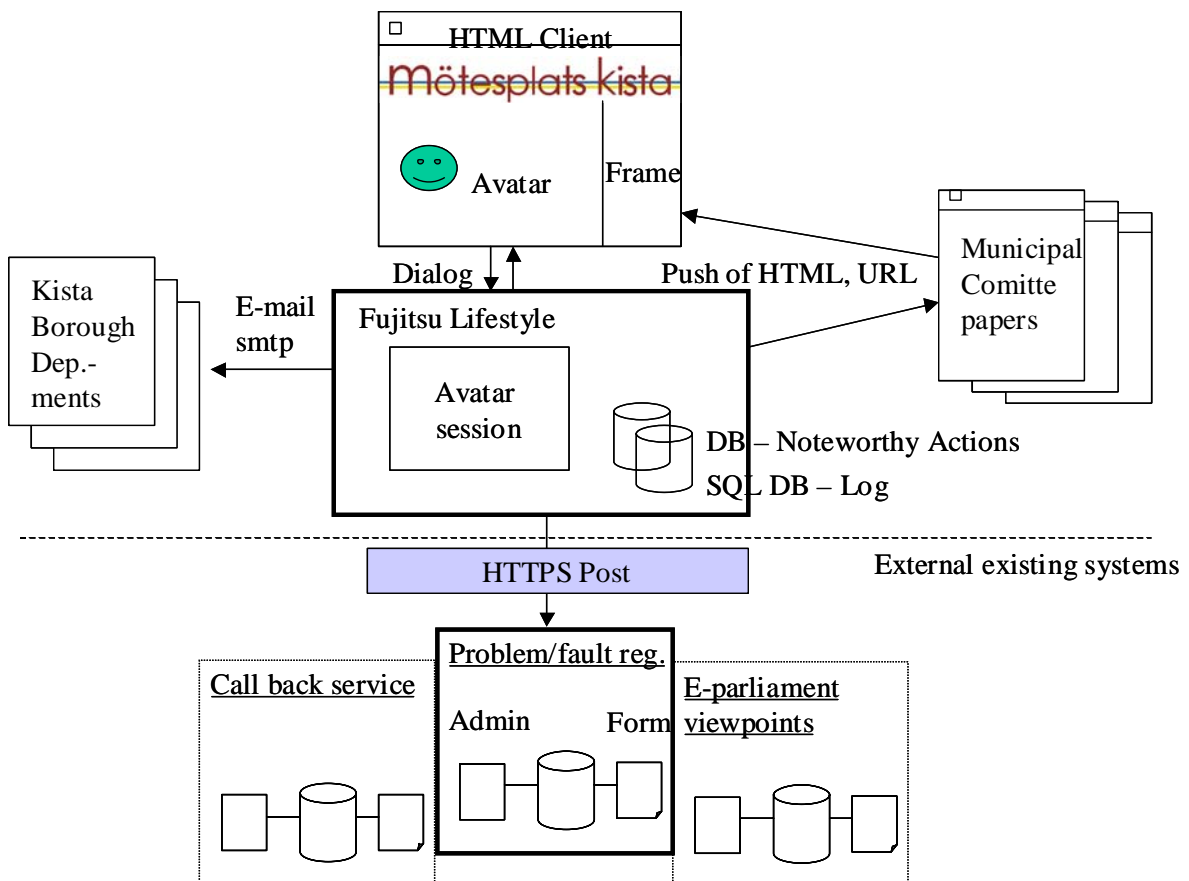 HTML Client
mötesplats kista
Avatar
Frame
Municipal
Comitte
papers
Dialog
Push of HTML, URL
Kista
Borough
Dep.-
ments
E-mail
smtp
Fujitsu Lifestyle
Avatar
session
DB – Noteworthy Actions
SQL DB – Log
HTTPS Post
External existing systems
Problem/fault reg.
Call back service
E-parliament
viewpoints
Admin
Form